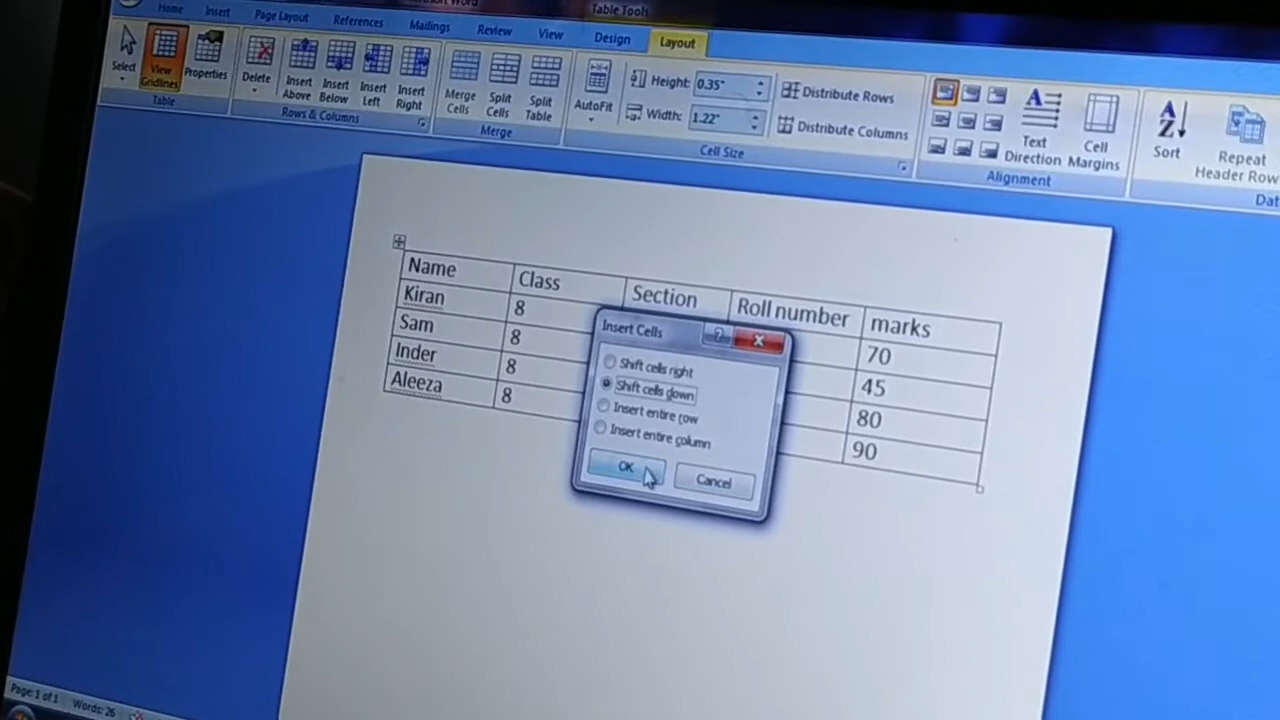 Microsoft Word
Table Tools
Home Insert Page Layout References Mailings Review View Design Layout
Select
View Gridlines
Properties
Table
Delete
Insert Above
Insert Below
Insert Left
Insert Right
Rows & Columns
Merge Cells
Split Cells
Split Table
Merge
AutoFit
Height: 0.35"
Width: 1.22"
Distribute Rows
Distribute Columns
Cell Size
Text Direction
Cell Margins
Alignment
Sort
Repeat
Header Row
Name Class Section Roll number marks
Kiran 8 70
Sam 8 45
Inder 8 80
Aleeza 8 90
Insert Cells
Shift cells right
Shift cells down
Insert entire row
Insert entire column
OK Cancel
Page: 1 of 1 Words: 26